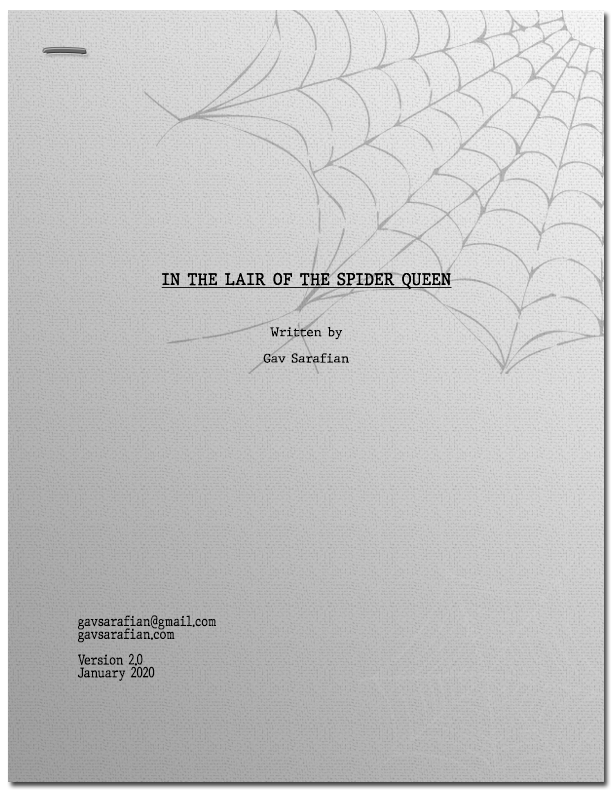 IN THE LAIR OF THE SPIDER QUEEN
Written by
Gav Sarafian
gavsarafian@gmail.com
gavsarafian.com
Version 2.0
January 2020